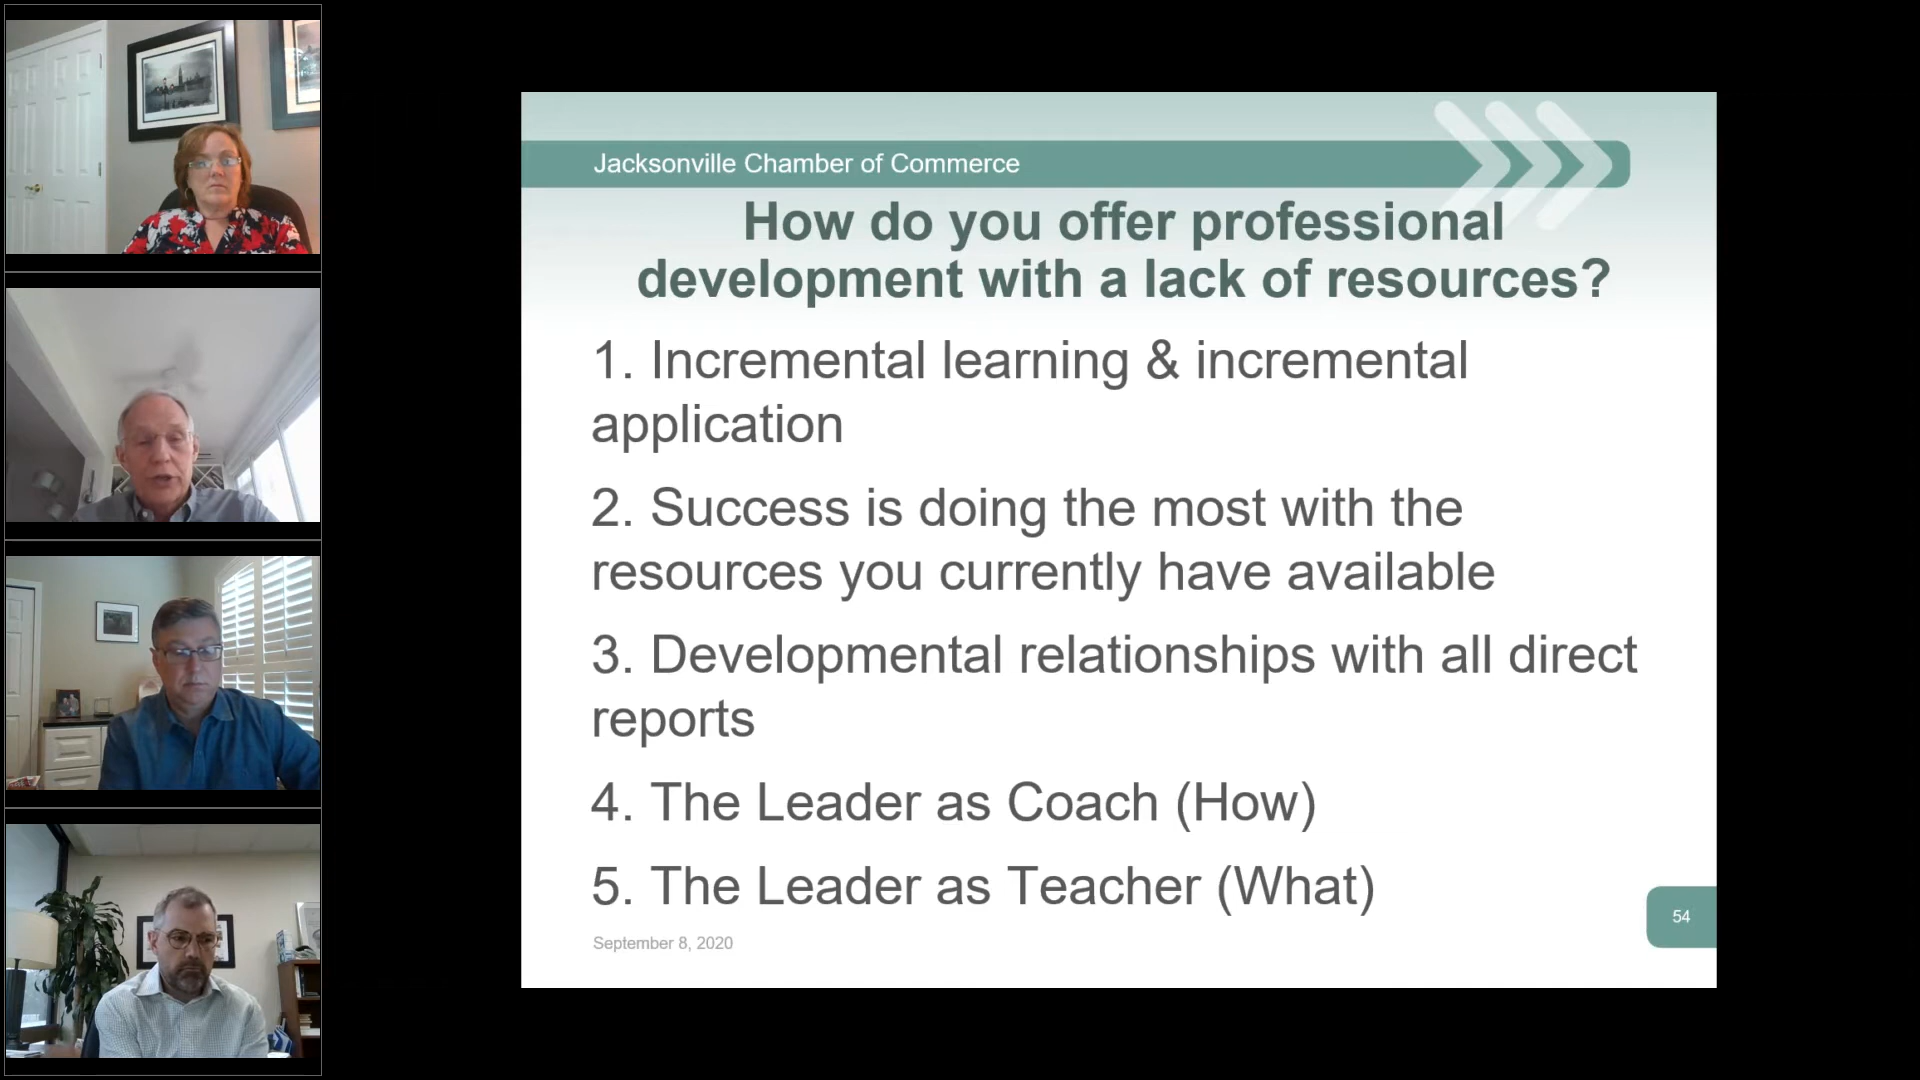 Jacksonville Chamber of Commerce
How do you offer professional
development with a lack of resources?
1. Incremental learning & incremental
application
2. Success is doing the most with the
resources you currently have available
3. Developmental relationships with all direct
reports
4. The Leader as Coach (How)
5. The Leader as Teacher (What)
54
September 8, 2020